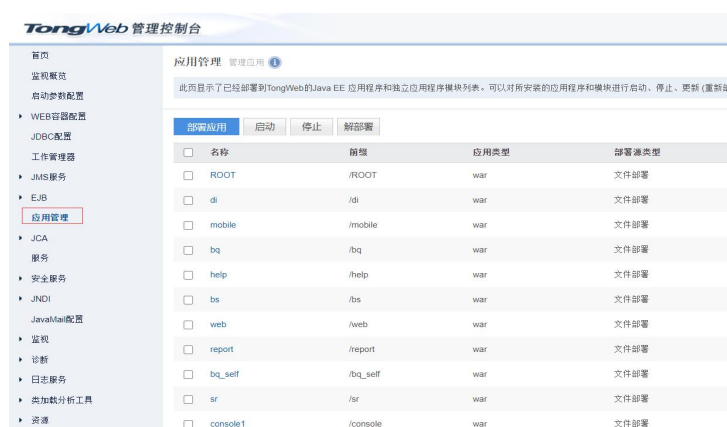 TongWeb 管理控制台
首页
监视概览
启动参数配置
WEB容器配置
JDBC配置
工作管理器
JMS服务
EJB
应用管理
JCA
服务
安全服务
JNDI
JavaMail配置
监视
诊断
日志服务
类加载分析工具
资源
应用管理 管理应用
此页显示了已经部署到TongWeb的Java EE 应用程序和独立应用程序模块列表。可以对所安装的应用程序和模块进行启动、停止、更新 (重新部
部署应用 启动 停止 解部署
名称 前缀 应用类型 部署源类型
ROOT /ROOT war 文件部署
di /di war 文件部署
mobile /mobile war 文件部署
bq /bq war 文件部署
help /help war 文件部署
bs /bs war 文件部署
web /web war 文件部署
report /report war 文件部署
bq_self /bq_self war 文件部署
sr /sr war 文件部署
console1 /console war 文件部署